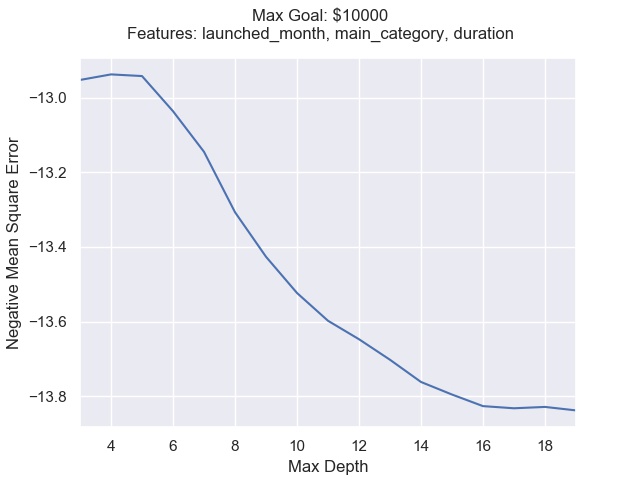 Max Goal: $10000
Features: launched_month, main_category, duration
Negative Mean Square Error
−13.0
−13.2
−13.4
−13.6
−13.8
4 6 8 10 12 14 16 18
Max Depth